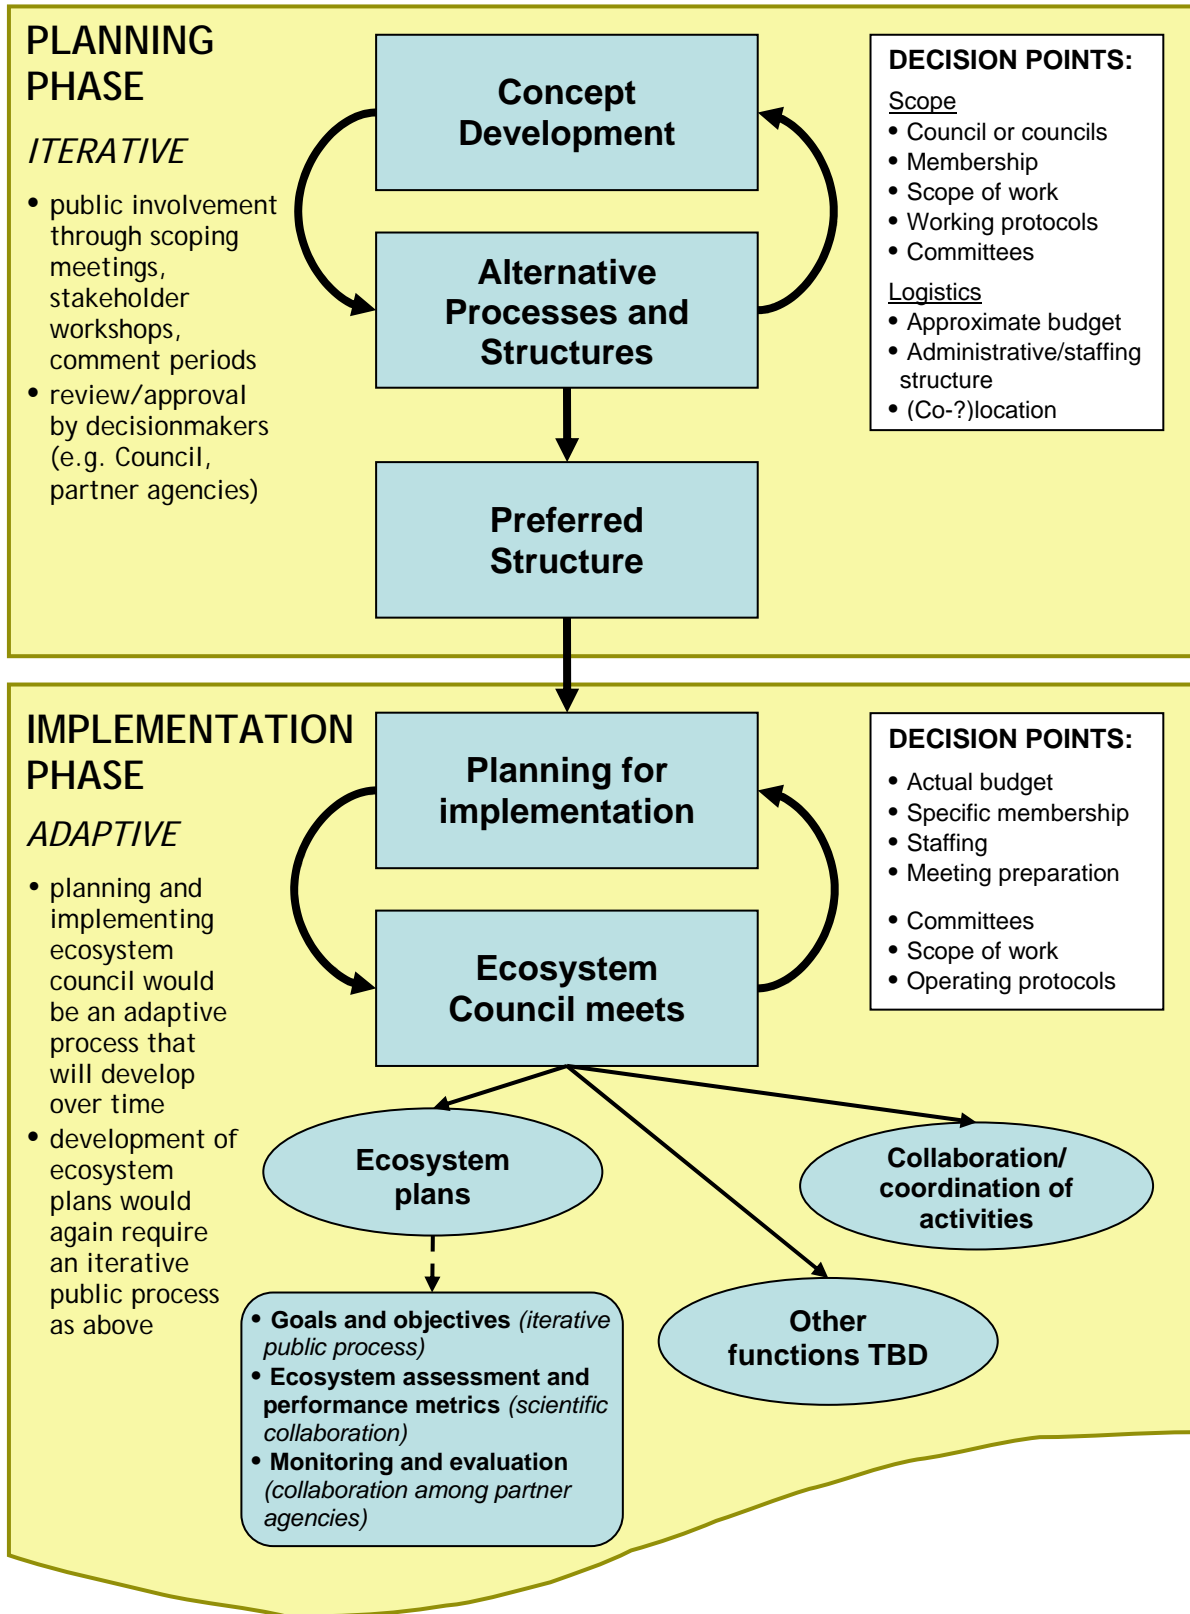 PLANNING
PHASE
ITERATIVE
• public involvement
through scoping
meetings,
stakeholder
workshops,
comment periods
• review/approval
by decisionmakers
(e.g. Council,
partner agencies)
Concept
Development
Alternative
Processes and
Structures
Preferred
Structure
DECISION POINTS:
Scope
• Council or councils
• Membership
• Scope of work
• Working protocols
• Committees
Logistics
• Approximate budget
• Administrative/staffing
structure
• (Co-?)location
IMPLEMENTATION
PHASE
ADAPTIVE
• planning and
implementing
ecosystem
council would
be an adaptive
process that
will develop
over time
• development of
ecosystem
plans would
again require
an iterative
public process
as above
Planning for
implementation
Ecosystem
Council meets
DECISION POINTS:
• Actual budget
• Specific membership
• Staffing
• Meeting preparation
• Committees
• Scope of work
• Operating protocols
Ecosystem
plans
Collaboration/
coordination of
activities
Other
functions TBD
• Goals and objectives (iterative
public process)
• Ecosystem assessment and
performance metrics (scientific
collaboration)
• Monitoring and evaluation
(collaboration among partner
agencies)